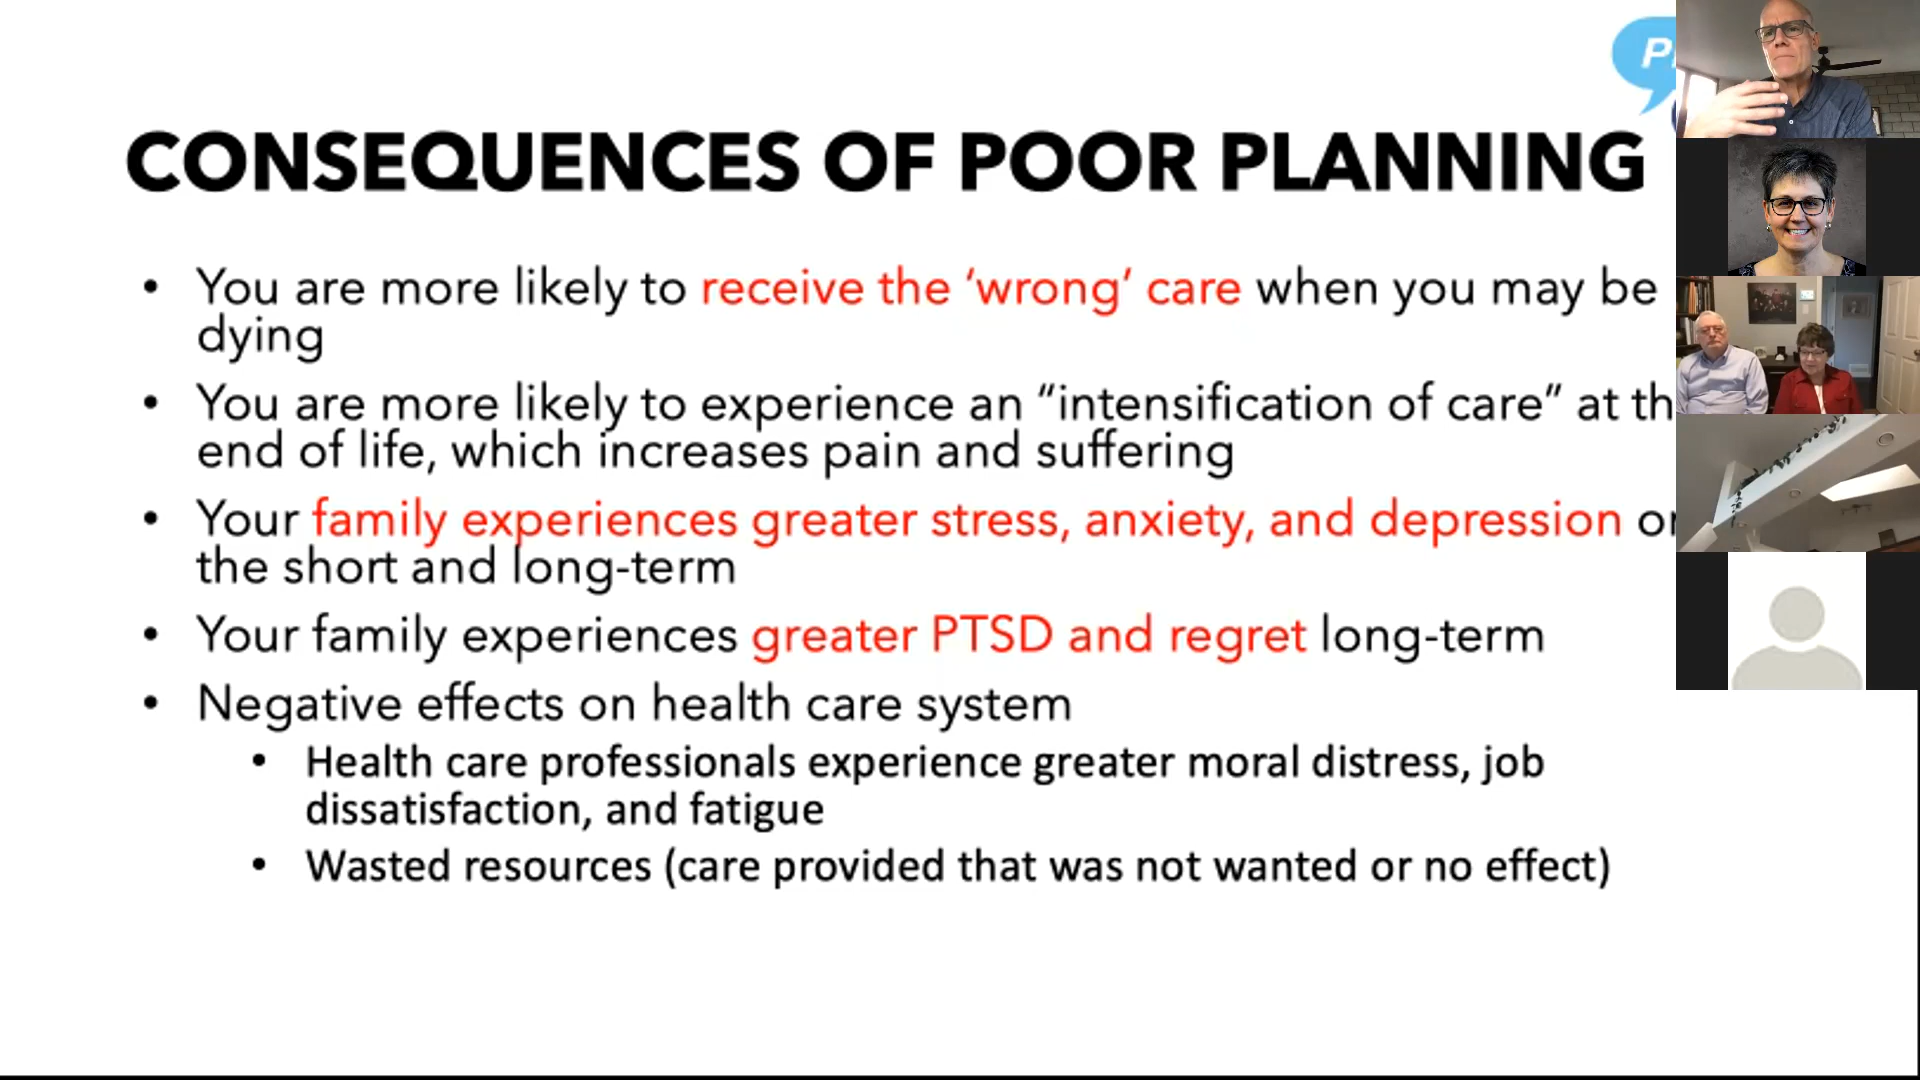 CONSEQUENCES OF POOR PLANNING
• You are more likely to receive the ‘wrong’ care when you may be
dying
• You are more likely to experience an “intensification of care” at
end of life, which increases pain and suffering
• Your family experiences greater stress, anxiety, and depression
the short and long-term
• Your family experiences greater PTSD and regret long-term
• Negative effects on health care system
• Health care professionals experience greater moral distress, job
dissatisfaction, and fatigue
• Wasted resources (care provided that was not wanted or no effect)